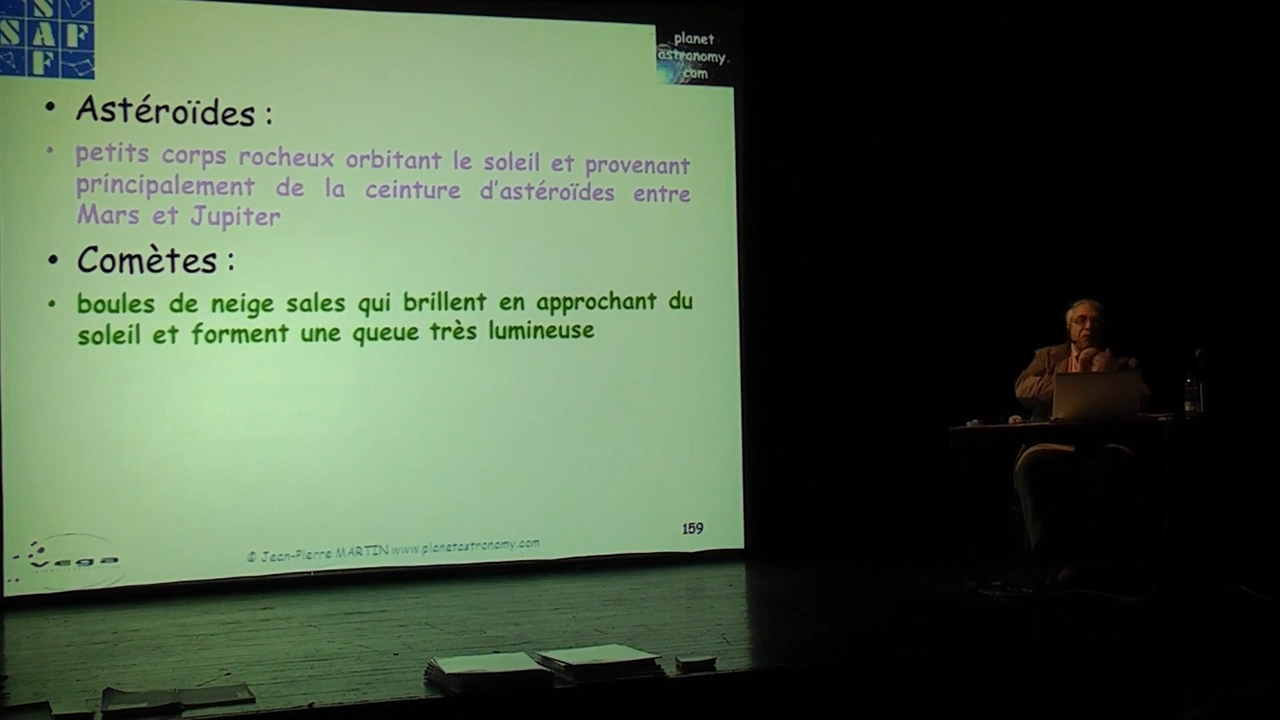 S
SAF
F
planet
astronomy.
com
• Astéroïdes :
• petits corps rocheux orbitant le soleil et provenant
principalement de la ceinture d'astéroïdes entre
Mars et Jupiter
• Comètes :
• boules de neige sales qui brillent en approchant du
soleil et forment une queue très lumineuse
159
© Jean-Pierre MARTIN www.planetastronomy.com
vega